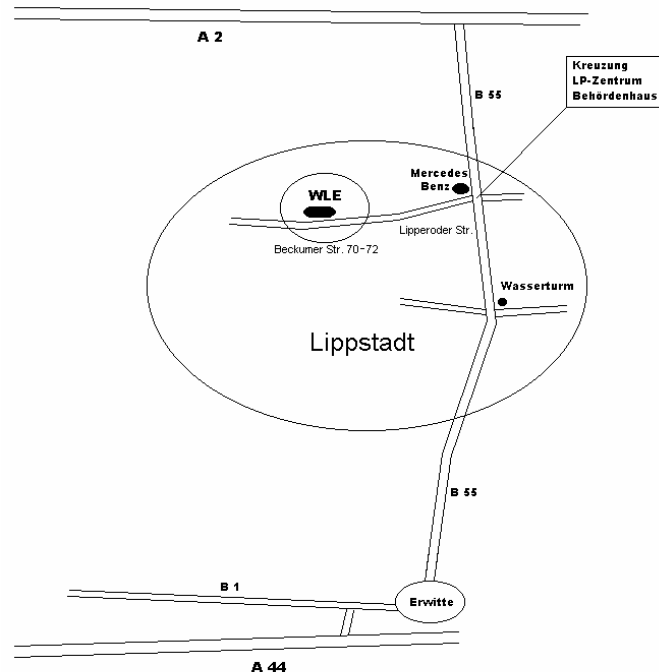 A 2
Kreuzung
LP-Zentrum
Behördenhaus
B 55
Mercedes
Benz
WLE
Lipperoder Str.
Beckumer Str. 70-72
Wasserturm
Lippstadt
B 55
B 1
Erwitte
A 44